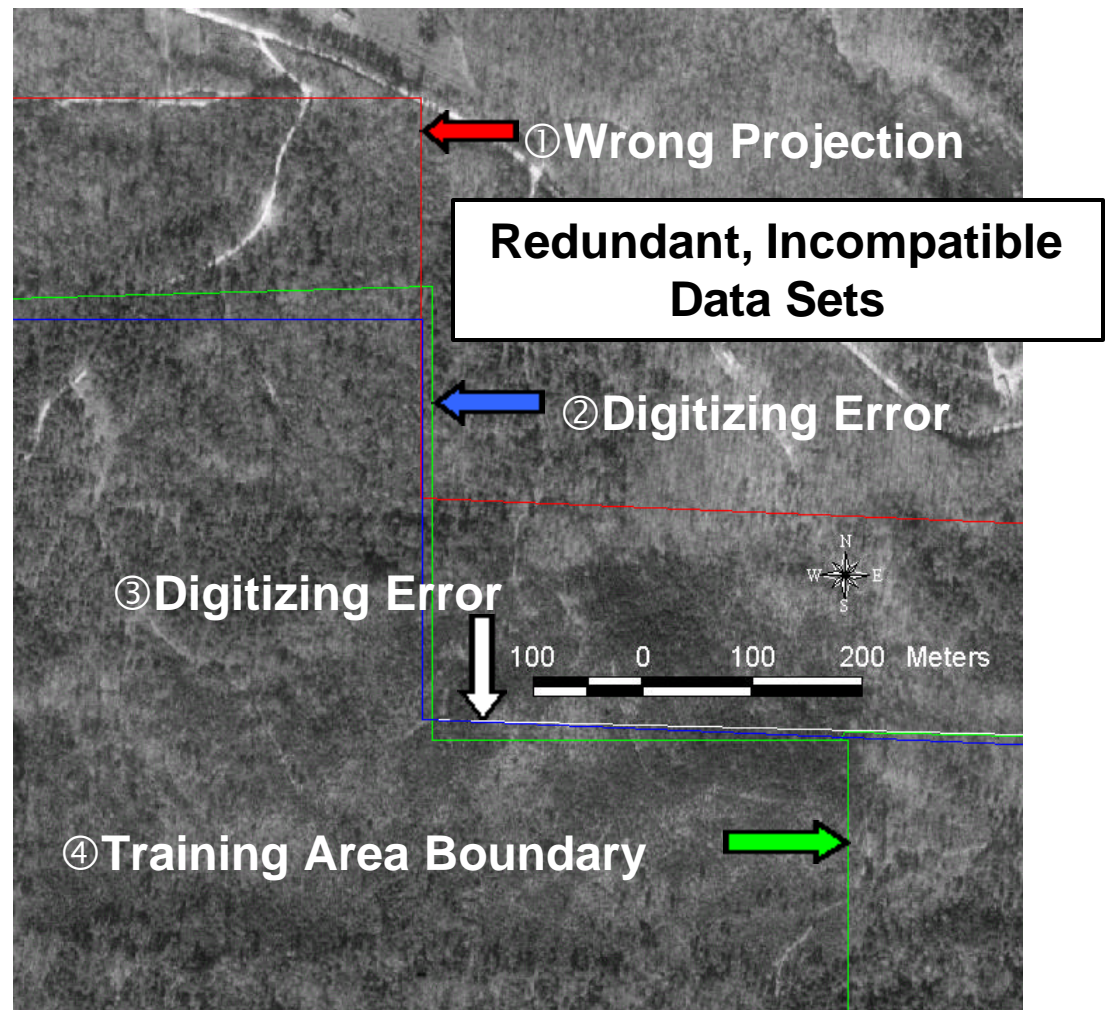 ①Wrong Projection
Redundant, Incompatible
Data Sets
②Digitizing Error
③Digitizing Error
N
W E
S
100 0 100 200 Meters
④Training Area Boundary